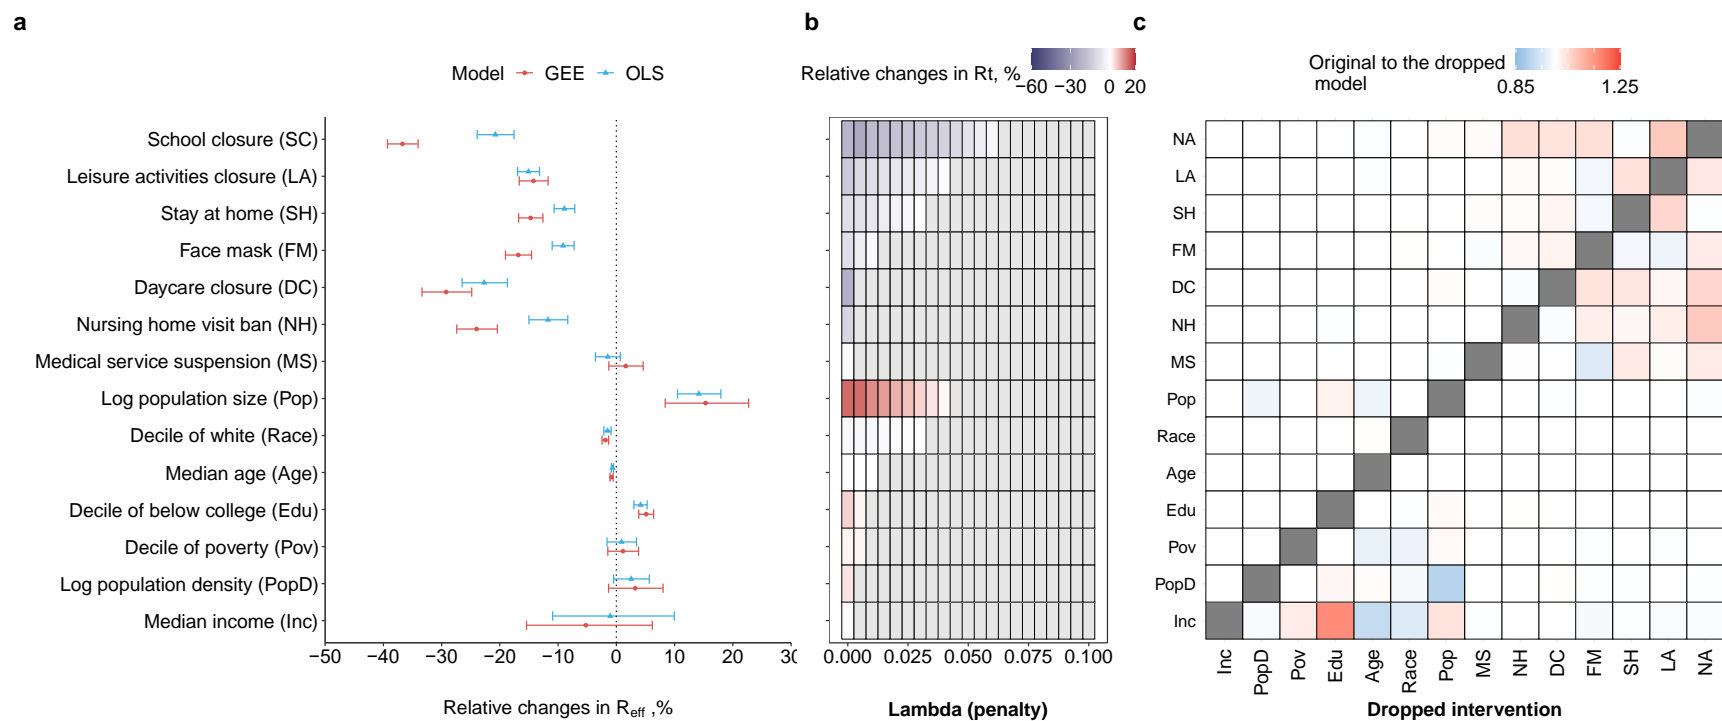 a
b
c
Model GEE OLS
Relative changes in Rt, %
−60 −30 0 20
Original to the dropped
model
0.85 1.25
School closure (SC)
Leisure activities closure (LA)
Stay at home (SH)
Face mask (FM)
Daycare closure (DC)
Nursing home visit ban (NH)
Medical service suspension (MS)
Log population size (Pop)
Decile of white (Race)
Median age (Age)
Decile of below college (Edu)
Decile of poverty (Pov)
Log population density (PopD)
Median income (Inc)
−50 −40 −30 −20 −10 0 10 20
Relative changes in Reff ,%
0.000 0.025 0.050 0.075 0.100
Lambda (penalty)
NA
LA
SH
FM
DC
NH
MS
Pop
Race
Age
Edu
Pov
PopD
Inc
Inc PopD Pov Edu Age Race Pop MS NH DC FM SH LA NA
Dropped intervention